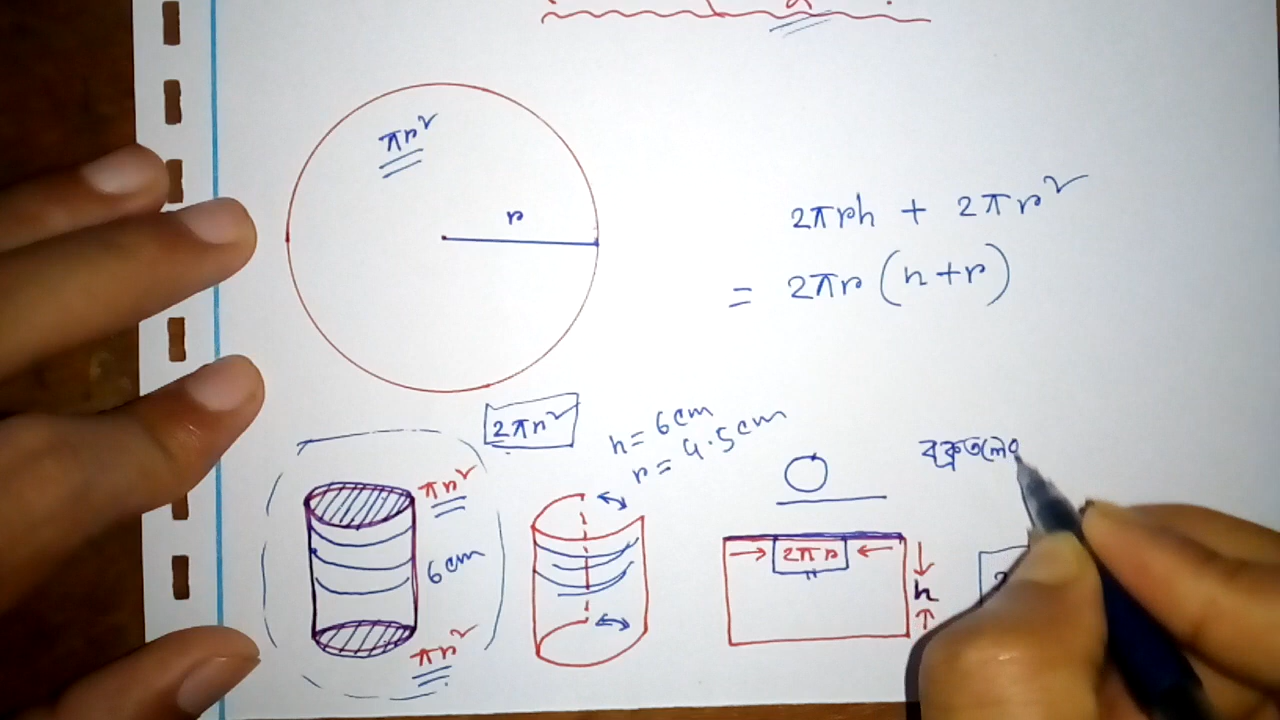 πr²
r
2πrh + 2πr²
= 2πr (h+r)
2πr²
h = 6cm
r = 4.5cm
বক্রতলের
πr²
6cm
πr²
2πr
h